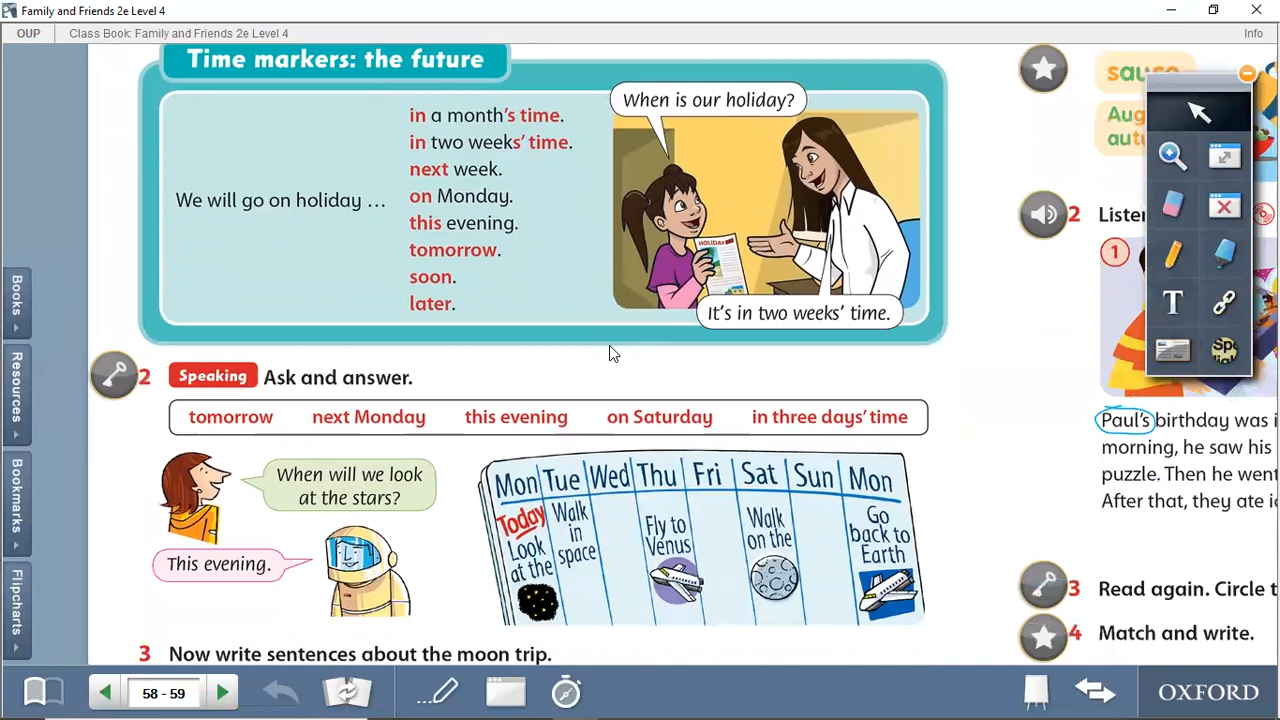 Family and Friends 2e Level 4
OUP
Class Book: Family and Friends 2e Level 4
Info
Time markers: the future
We will go on holiday ...
in a month's time.
in two weeks' time.
next week.
on Monday.
this evening.
tomorrow.
soon.
later.
When is our holiday?
HOLIDAY
It's in two weeks' time.
2 Speaking Ask and answer.
tomorrow next Monday this evening on Saturday in three days' time
When will we look
at the stars?
This evening.
Mon Tue Wed Thu Fri Sat Sun Mon
Today
Look
at the
Walk
in
space
Fly to
Venus
Walk
on the
Go
back to
Earth
3 Now write sentences about the moon trip.
2 Listen
1
Paul's birthday was
morning, he saw his
puzzle. Then he went
After that, they ate
3 Read again. Circle
4 Match and write.
Books
Resources
Bookmarks
Flipcharts
T
58 - 59
OXFORD